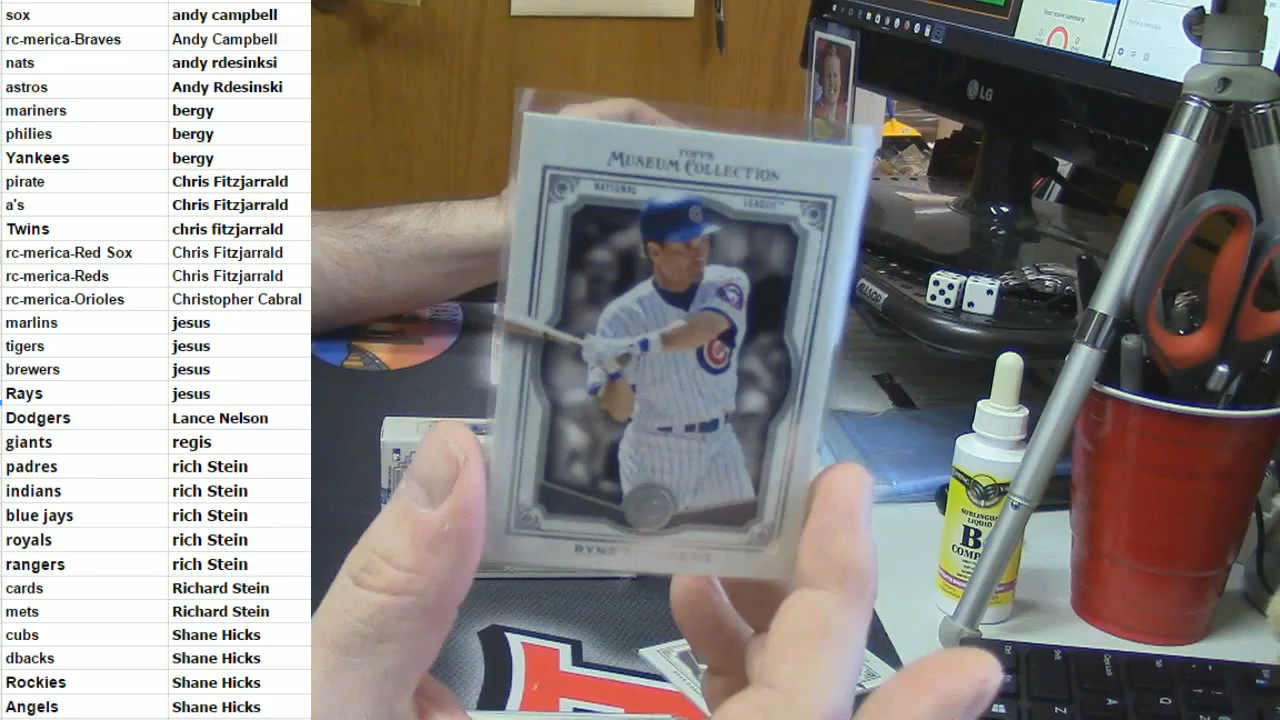 sox andy campbell
rc-merica-Braves Andy Campbell
nats andy rdesinksi
astros Andy Rdesinski
mariners bergy
philies bergy
Yankees bergy
pirate Chris Fitzjarrald
a's Chris Fitzjarrald
Twins chris fitzjarrald
rc-merica-Red Sox Chris Fitzjarrald
rc-merica-Reds Chris Fitzjarrald
rc-merica-Orioles Christopher Cabral
marlins jesus
tigers jesus
brewers jesus
Rays jesus
Dodgers Lance Nelson
giants regis
padres rich Stein
indians rich Stein
blue jays rich Stein
royals rich Stein
rangers rich Stein
cards Richard Stein
mets Richard Stein
cubs Shane Hicks
dbacks Shane Hicks
Rockies Shane Hicks
Angels Shane Hicks
TOPPS
MUSEUM COLLECTION
NATIONAL
LEAGUE™
LG
SUBLINGUAL
LIQUID